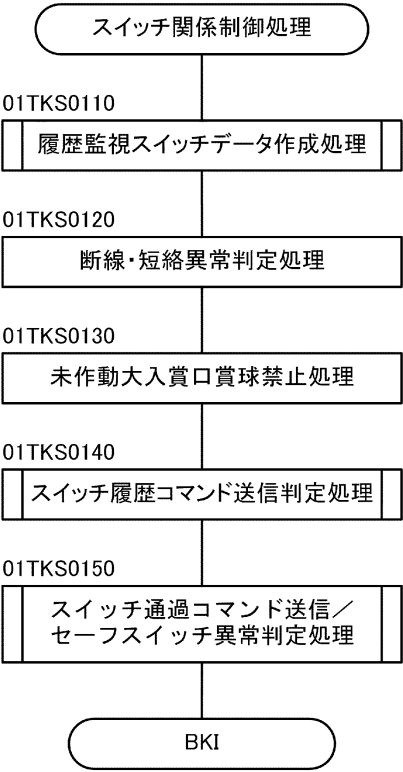 スイッチ関係制御処理
01TKS0110
履歴監視スイッチデータ作成処理
01TKS0120
断線・短絡異常判定処理
01TKS0130
未作動大入賞口賞球禁止処理
01TKS0140
スイッチ履歴コマンド送信判定処理
01TKS0150
スイッチ通過コマンド送信／
セーフスイッチ異常判定処理
BKI